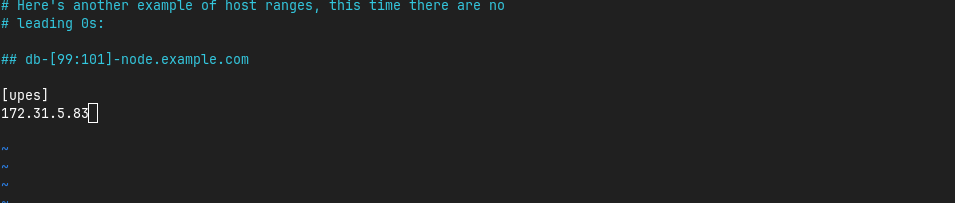 # Here's another example of host ranges, this time there are no
# leading 0s:
## db-[99:101]-node.example.com
[upes]
172.31.5.83
~
~
~
~